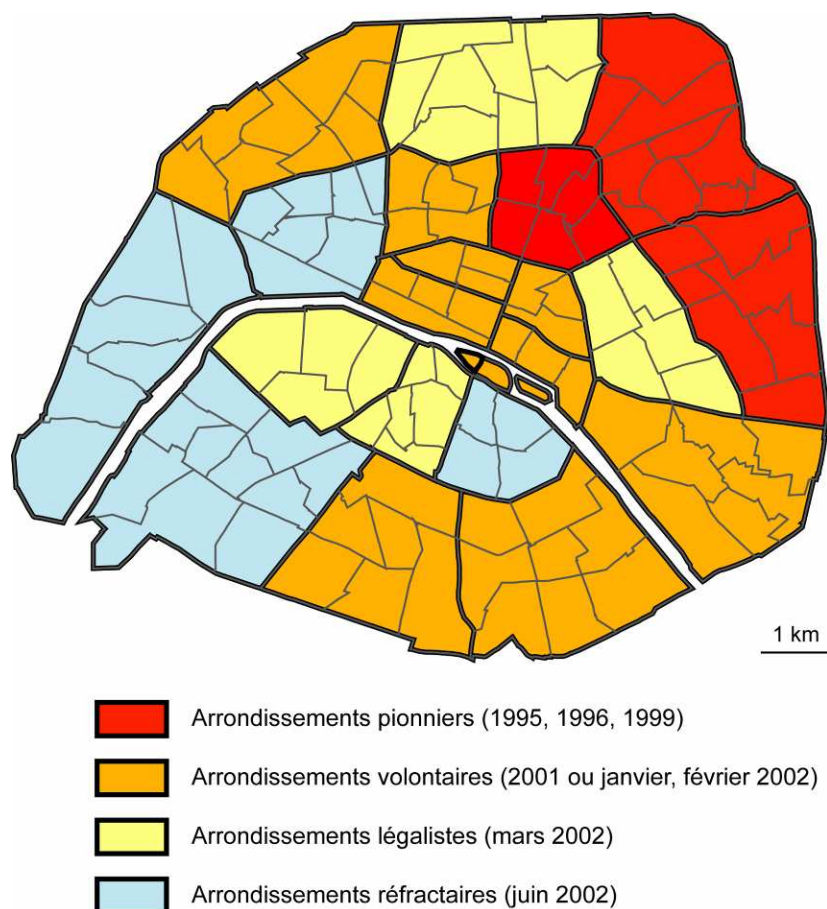 1 km
Arrondissements pionniers (1995, 1996, 1999)
Arrondissements volontaires (2001 ou janvier, février 2002)
Arrondissements légalistes (mars 2002)
Arrondissements réfractaires (juin 2002)